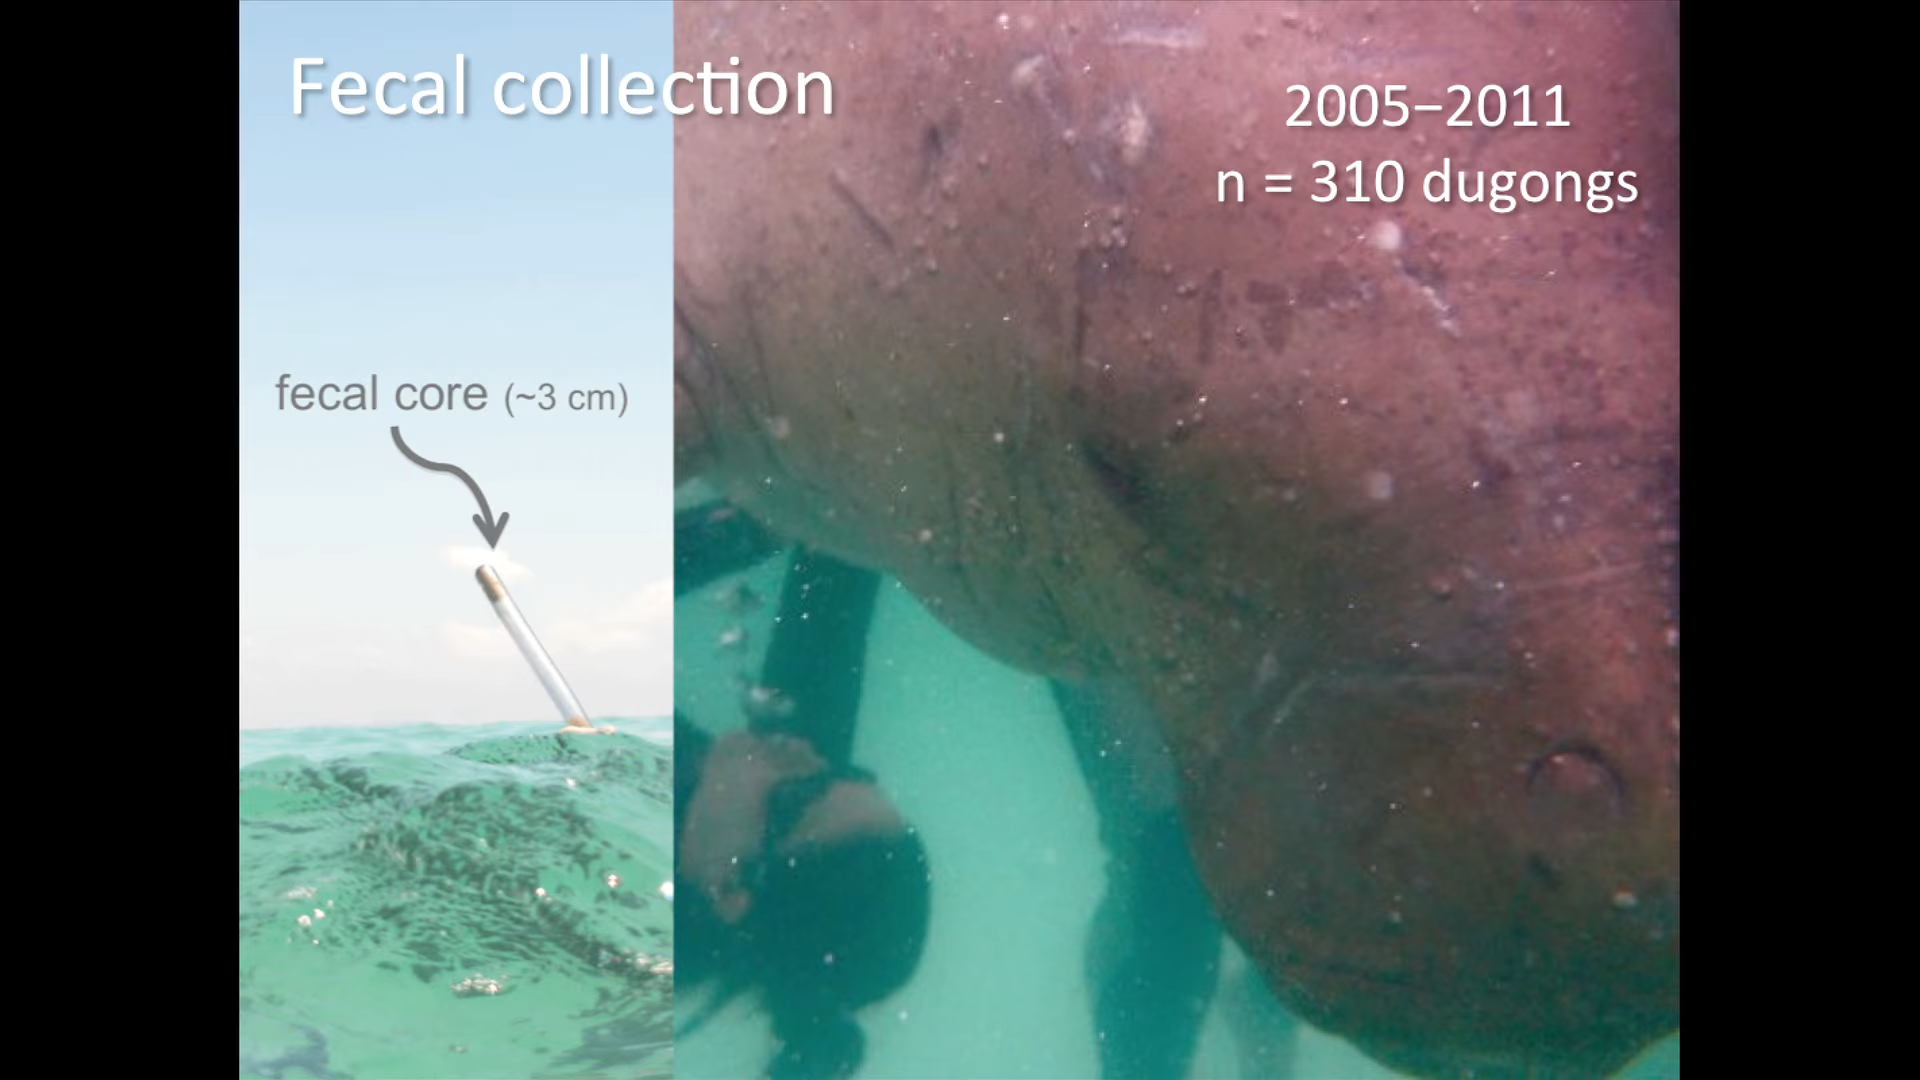 Fecal collection
2005–2011
n = 310 dugongs
fecal core (~3 cm)